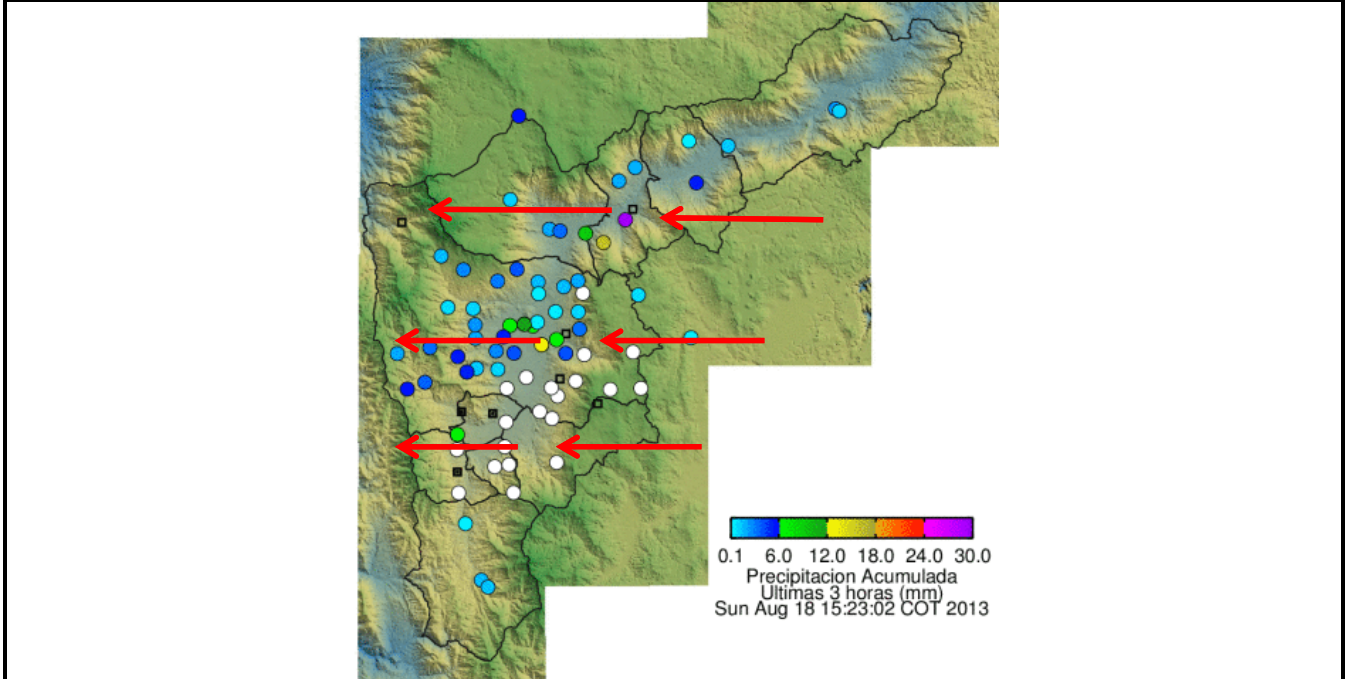 0.1 6.0 12.0 18.0 24.0 30.0
Precipitacion Acumulada
Ultimas 3 horas (mm)
Sun Aug 18 15:23:02 COT 2013